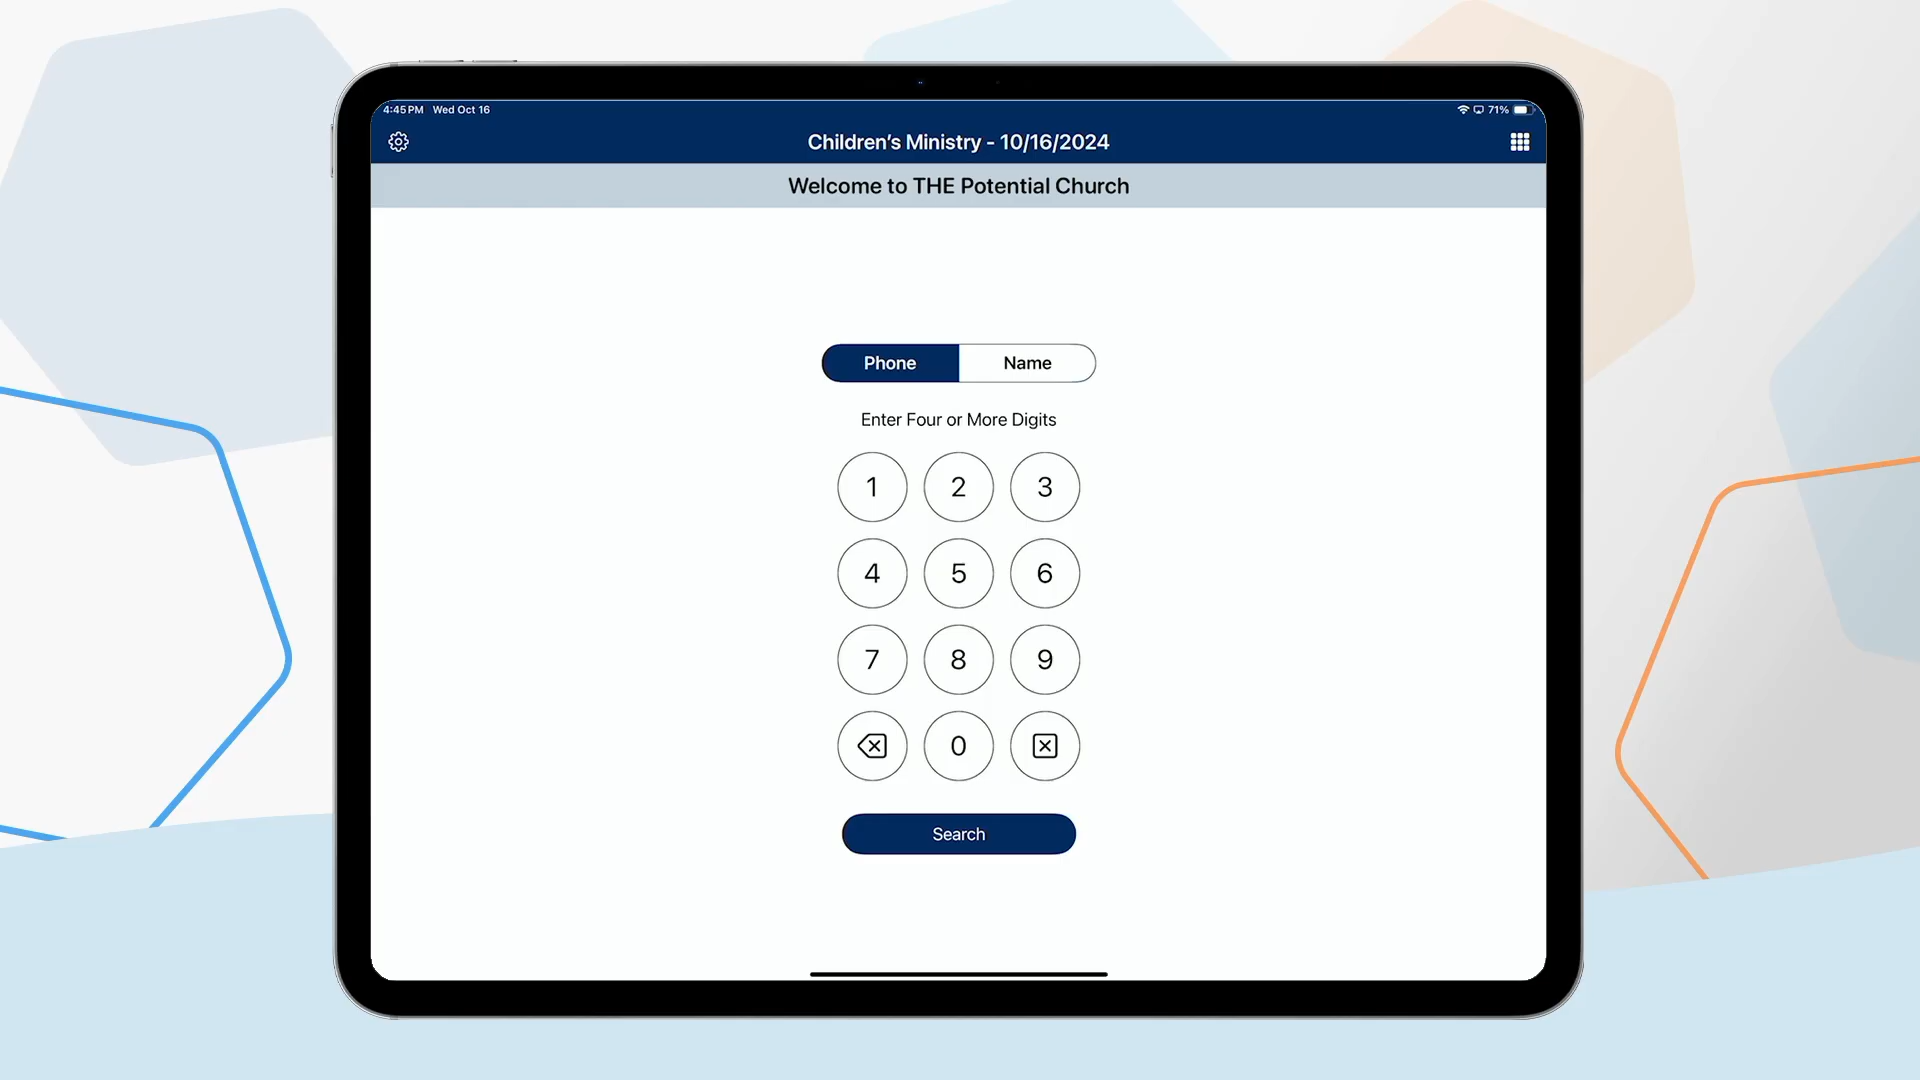 4:45 PM Wed Oct 16
71%
Children's Ministry - 10/16/2024
Welcome to THE Potential Church
Phone Name
Enter Four or More Digits
1 2 3
4 5 6
7 8 9
0
Search